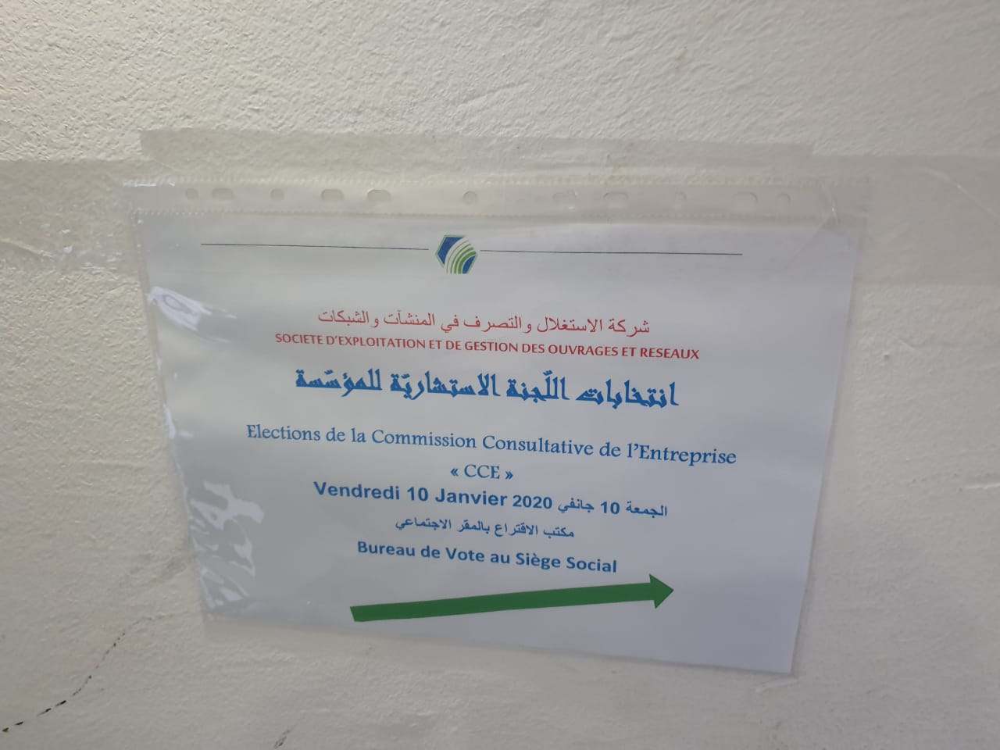 شركة الاستغلال والتصرف في المنشآت والشبكات
SOCIETE D'EXPLOITATION ET DE GESTION DES OUVRAGES ET RESEAUX
انتخابات اللّجنة الاستشاريّة للمؤسّسة
Elections de la Commission Consultative de l'Entreprise
« CCE »
Vendredi 10 Janvier 2020 الجمعة 10 جانفي
مكتب الاقتراع بالمقر الاجتماعي
Bureau de Vote au Siège Social